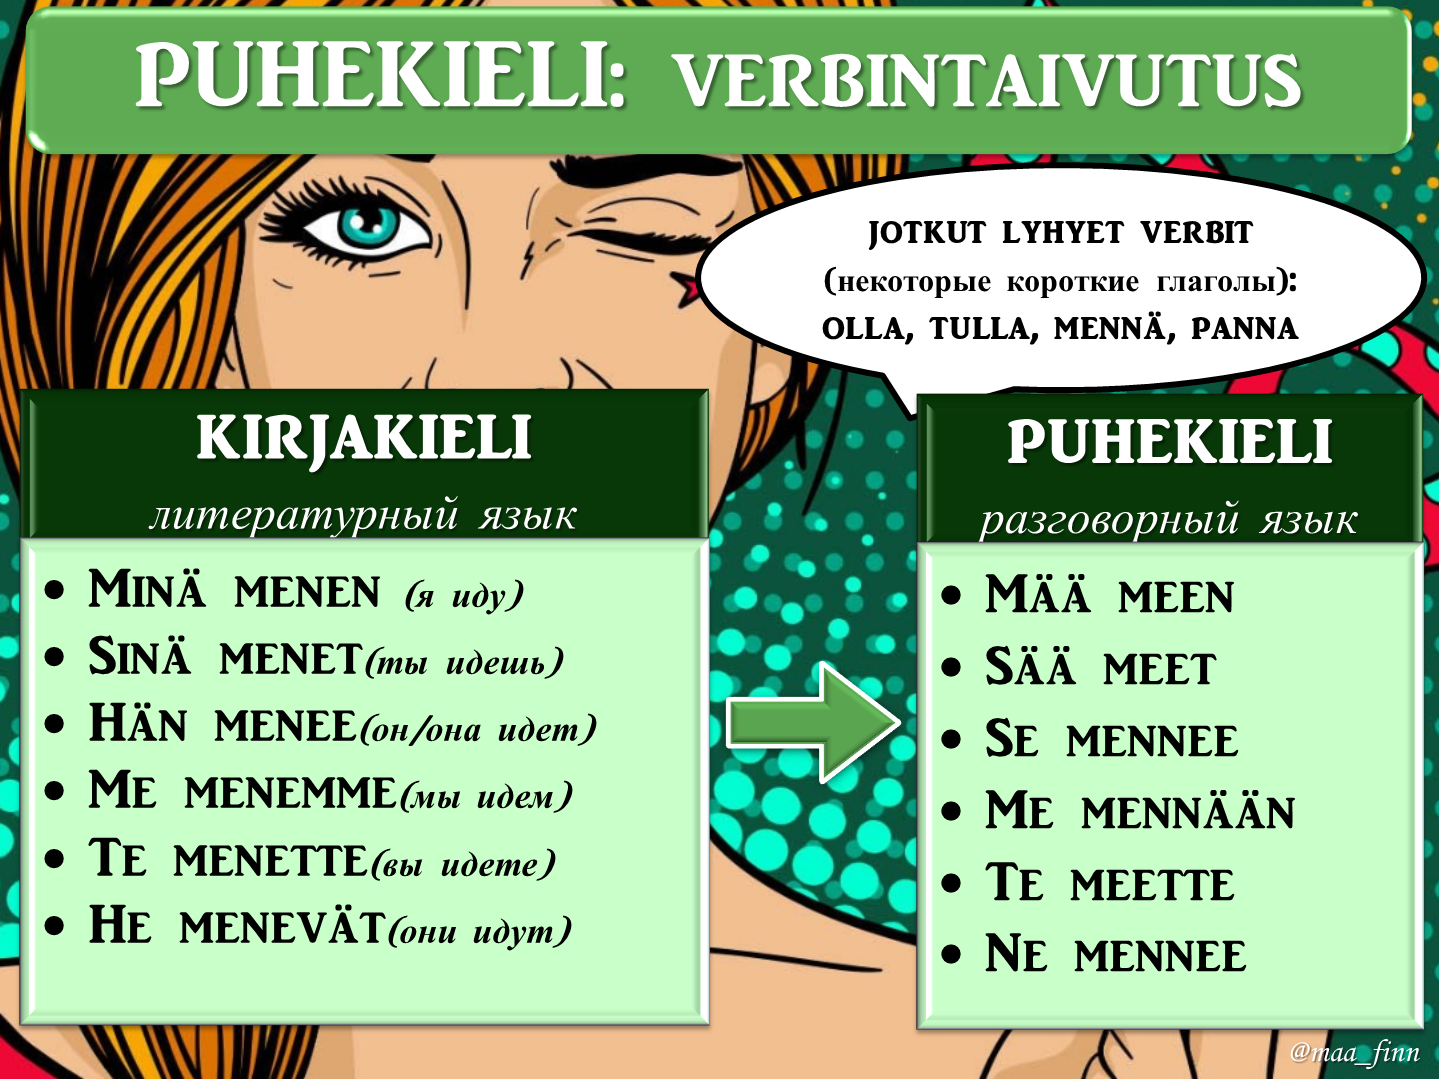 PUHEKIELI: VERBINTAIVUTUS
JOTKUT LYHYET VERBIT
(некоторые короткие глаголы):
OLLA, TULLA, MENNÄ, PANNA
KIRJAKIELI
литературный язык
• MINÄ MENEN (я иду)
• SINÄ MENET(ты идешь)
• HÄN MENEE(он/она идет)
• ME MENEMME(мы идем)
• TE MENETTE(вы идете)
• HE MENEVÄT(они идут)
PUHEKIELI
разговорный язык
• MÄÄ MEEN
• SÄÄ MEET
• SE MENNEE
• ME MENNÄÄN
• TE MEETTE
• NE MENNEE
@maa_finn